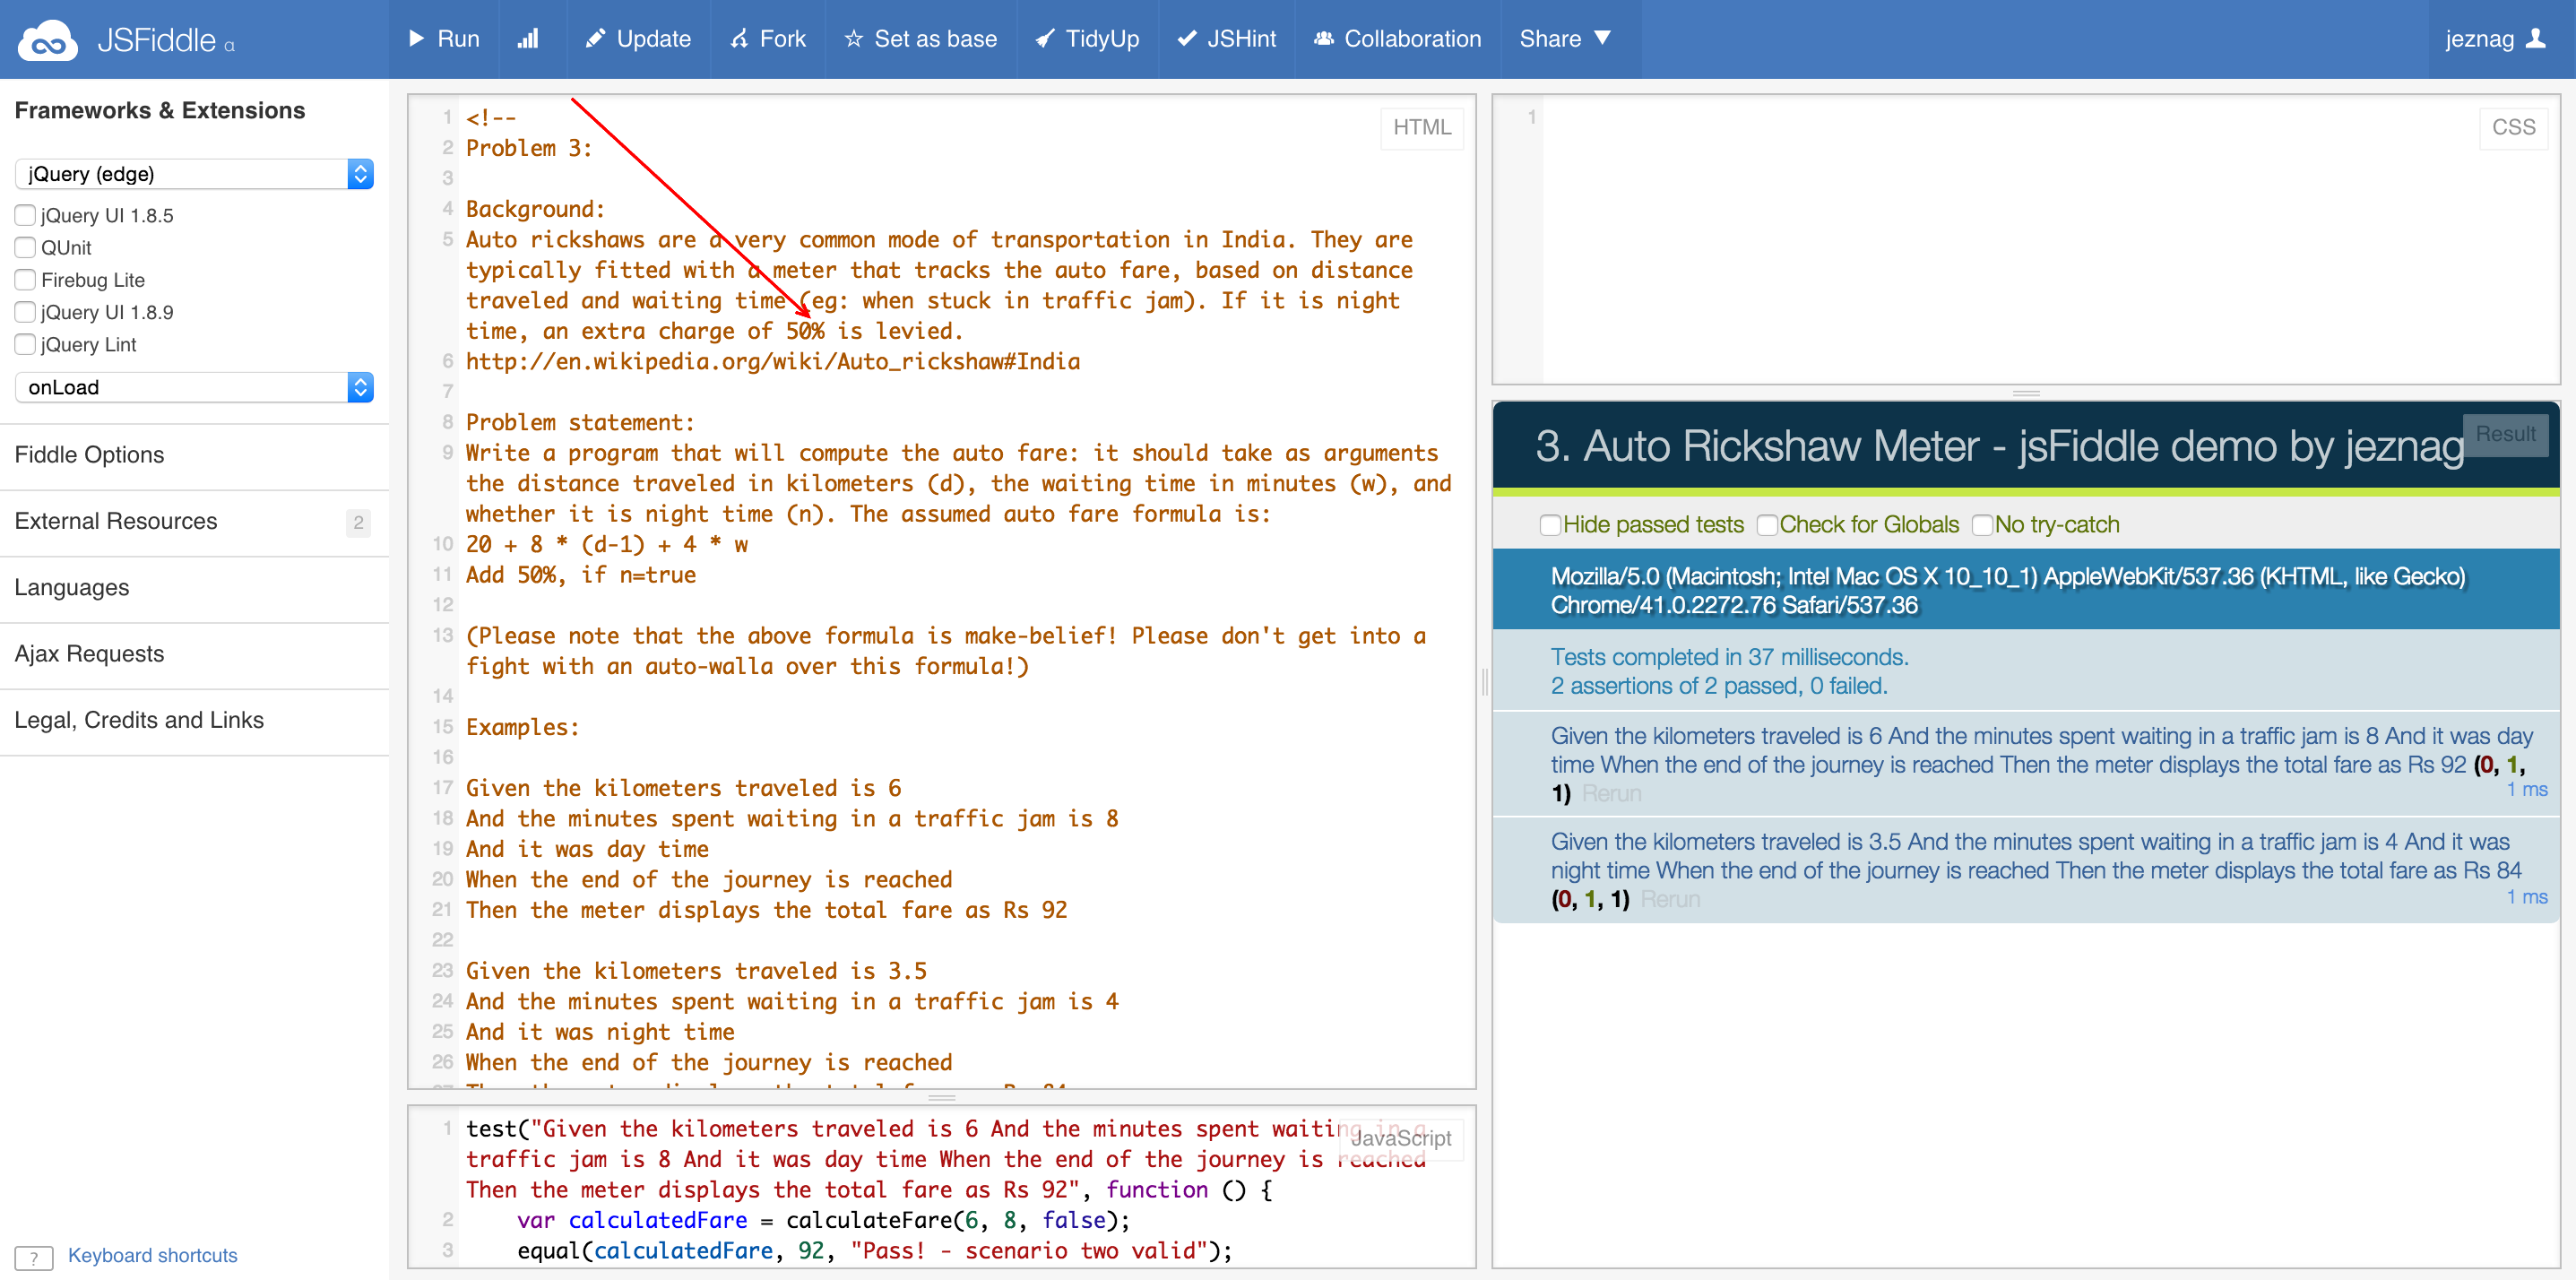 JSFiddle α
Run
Update
Fork
Set as base
TidyUp
JSHint
Collaboration
Share ▼
jeznag
Frameworks & Extensions
jQuery (edge)
jQuery UI 1.8.5
QUnit
Firebug Lite
jQuery UI 1.8.9
jQuery Lint
onLoad
Fiddle Options
External Resources 2
Languages
Ajax Requests
Legal, Credits and Links
? Keyboard shortcuts
HTML
1 <!--
2 Problem 3:
3
4 Background:
5 Auto rickshaws are a very common mode of transportation in India. They are
typically fitted with a meter that tracks the auto fare, based on distance
traveled and waiting time (eg: when stuck in traffic jam). If it is night
time, an extra charge of 50% is levied.
6 http://en.wikipedia.org/wiki/Auto_rickshaw#India
7
8 Problem statement:
9 Write a program that will compute the auto fare: it should take as arguments
the distance traveled in kilometers (d), the waiting time in minutes (w), and
whether it is night time (n). The assumed auto fare formula is:
10 20 + 8 * (d-1) + 4 * w
11 Add 50%, if n=true
12
13 (Please note that the above formula is make-belief! Please don't get into a
fight with an auto-walla over this formula!)
14
15 Examples:
16
17 Given the kilometers traveled is 6
18 And the minutes spent waiting in a traffic jam is 8
19 And it was day time
20 When the end of the journey is reached
21 Then the meter displays the total fare as Rs 92
22
23 Given the kilometers traveled is 3.5
24 And the minutes spent waiting in a traffic jam is 4
25 And it was night time
26 When the end of the journey is reached
JavaScript
1 test("Given the kilometers traveled is 6 And the minutes spent waiting in a
traffic jam is 8 And it was day time When the end of the journey is reached
Then the meter displays the total fare as Rs 92", function () {
2 var calculatedFare = calculateFare(6, 8, false);
3 equal(calculatedFare, 92, "Pass! - scenario two valid");
1
CSS
3. Auto Rickshaw Meter - jsFiddle demo by jeznag
Result
Hide passed tests Check for Globals No try-catch
Mozilla/5.0 (Macintosh; Intel Mac OS X 10_10_1) AppleWebKit/537.36 (KHTML, like Gecko)
Chrome/41.0.2272.76 Safari/537.36
Tests completed in 37 milliseconds.
2 assertions of 2 passed, 0 failed.
Given the kilometers traveled is 6 And the minutes spent waiting in a traffic jam is 8 And it was day
time When the end of the journey is reached Then the meter displays the total fare as Rs 92 (0, 1,
1) Rerun 1 ms
Given the kilometers traveled is 3.5 And the minutes spent waiting in a traffic jam is 4 And it was
night time When the end of the journey is reached Then the meter displays the total fare as Rs 84
(0, 1, 1) Rerun 1 ms